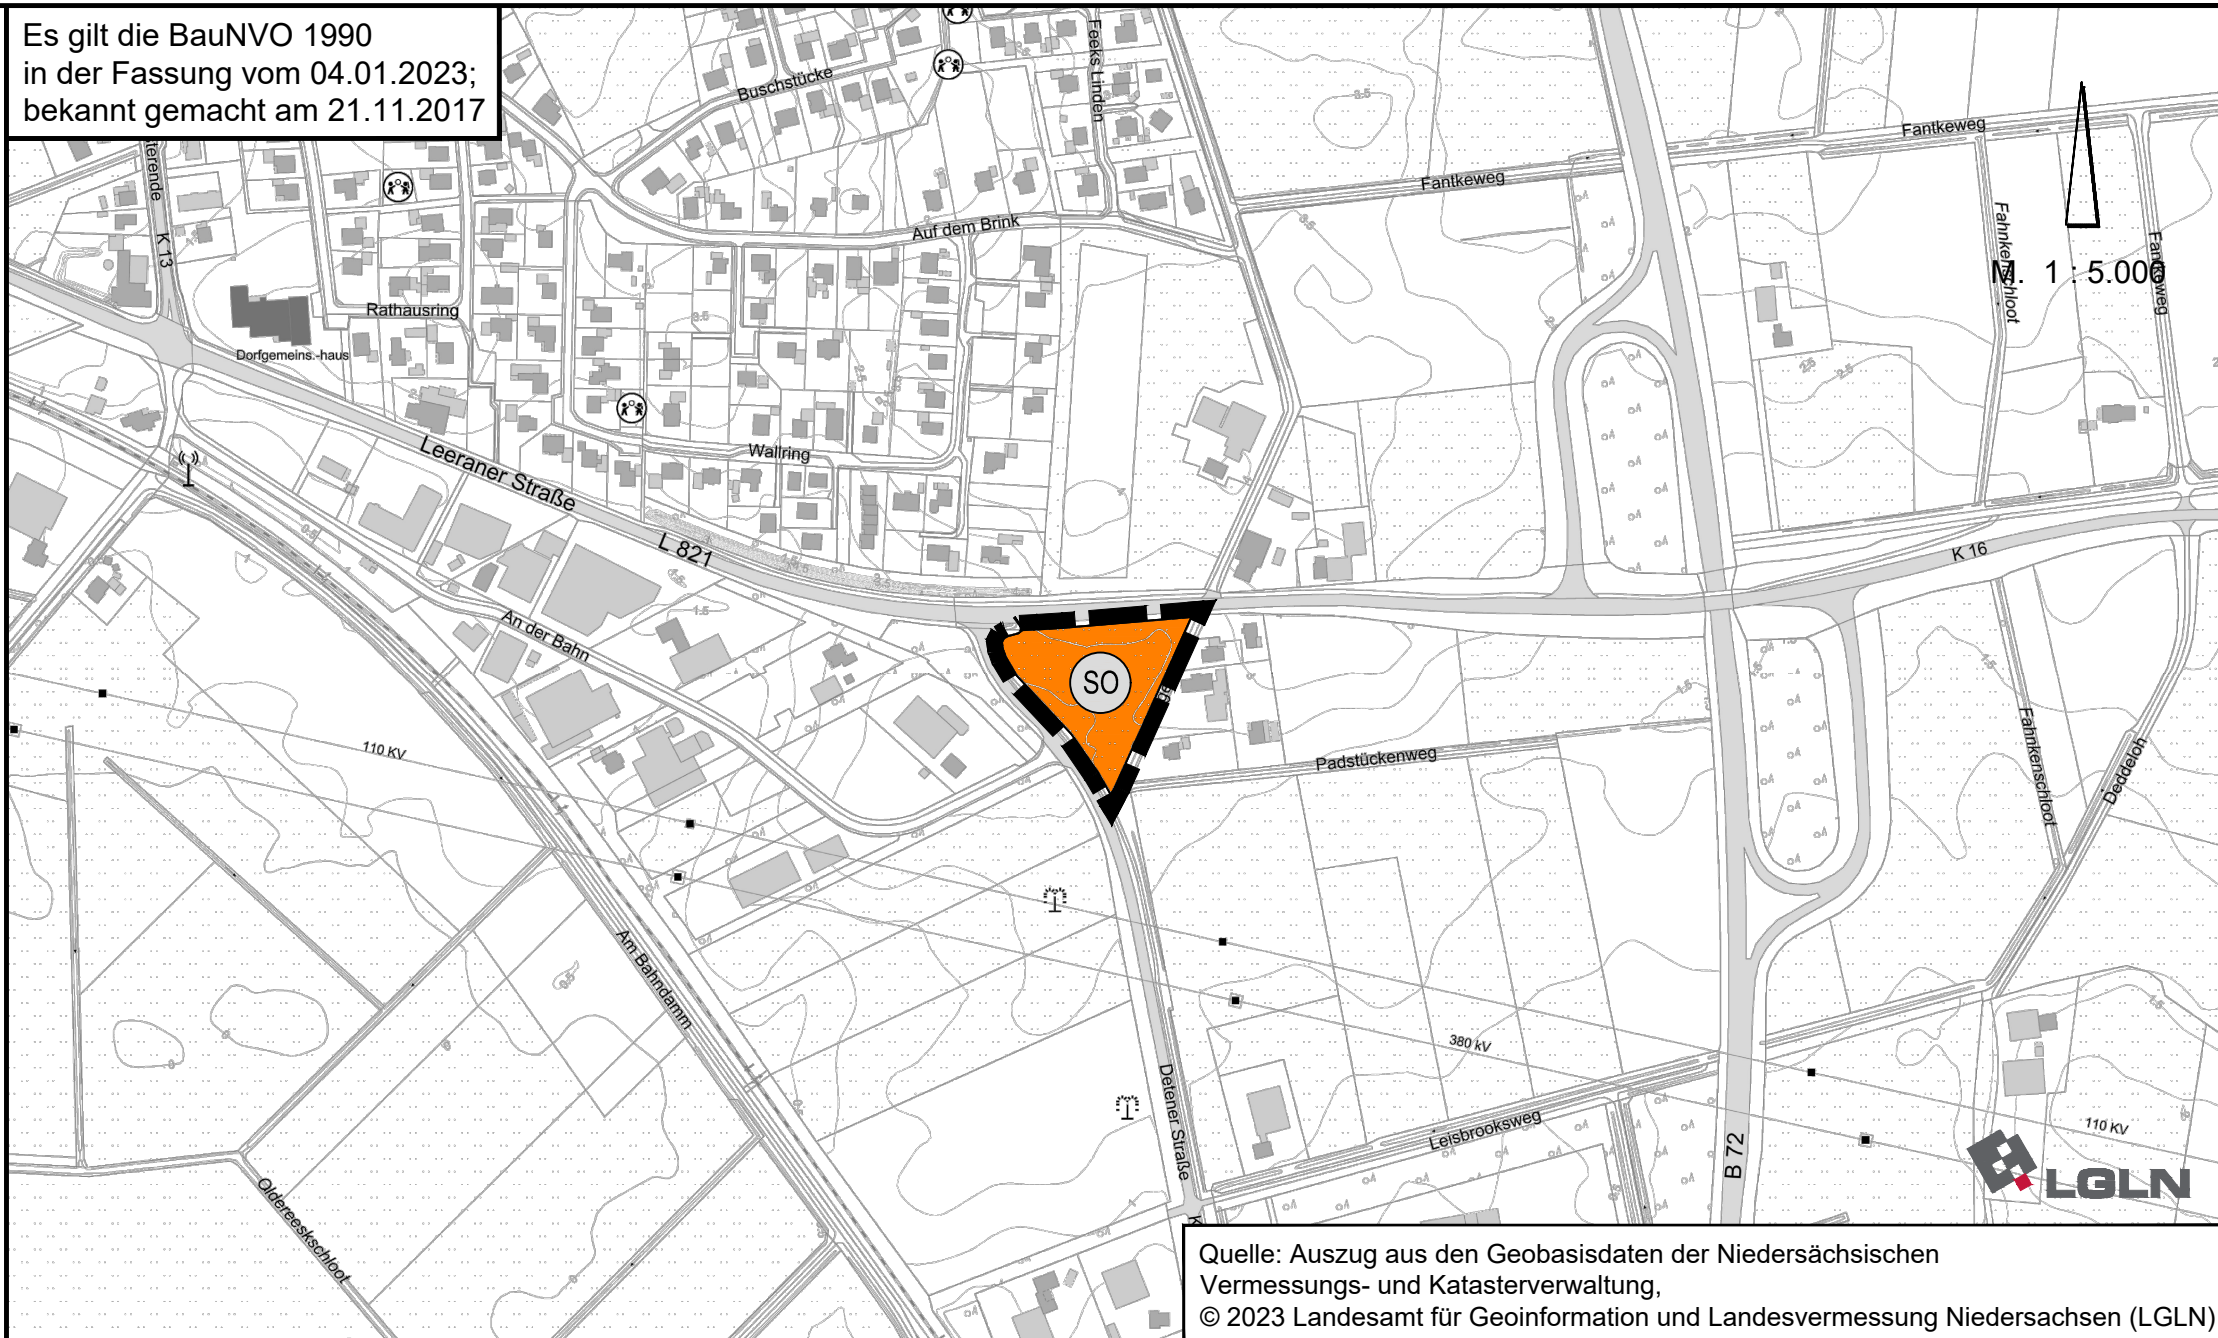 Es gilt die BauNVO 1990
in der Fassung vom 04.01.2023;
bekannt gemacht am 21.11.2017
Feeks Linden
Buschstücke
Fantkeweg
Fantkeweg
Auf dem Brink
K 13
Fahnkenschloot
Fantkeweg
M. 1 : 5.000
Rathausring
Dorfgemeins.-haus
Leeraner Straße
Wallring
L 821
K 16
An der Bahn
SO
110 KV
Padstückenweg
Fahnkenschloot
Deddeloh
Am Bahndamm
380 kV
Detener Straße
Leisbrooksweg
B 72
110 KV
LGLN
Oldereeskschloot
Quelle: Auszug aus den Geobasisdaten der Niedersächsischen
Vermessungs- und Katasterverwaltung,
© 2023 Landesamt für Geoinformation und Landesvermessung Niedersachsen (LGLN)